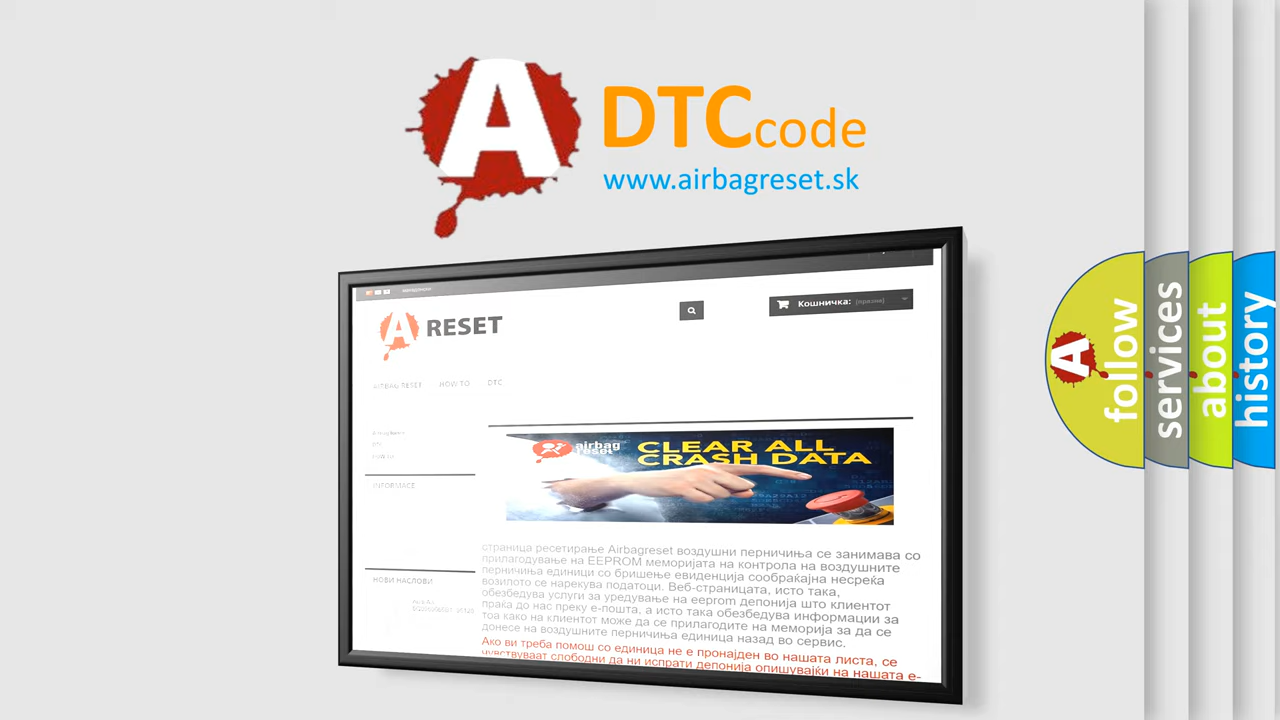 A DTC code
www.airbagreset.sk
Кошничка: (празни)
A RESET
AIRBAG RESET HOW TO DTC
airbag
reset
CLEAR ALL
CRASH DATA
INFORMACE
страница ресетирање Airbagreset воздушни перничиња се занимава со
прилагодување на EEPROM меморијата на контрола на воздушните
перничиња единици со бришење евиденција сообраќајна несреќа
возилото се нарекува податоци. Веб-страницата, исто така,
обезбедува услуги за уредување на eeprom депонија што клиентот
праќа до нас преку е-пошта, а исто така обезбедува информации за
тоа како на клиентот може да се прилагодите на меморија за да се
донесе на воздушните перничиња единица назад во сервис.
Ако ви треба помош со единица не е пронајден во нашата листа, се
чувствуваат слободни да ни испрати депонија опишувајќи на нашата е-
НОВИ НАСЛОВИ
A follow
services
about
history